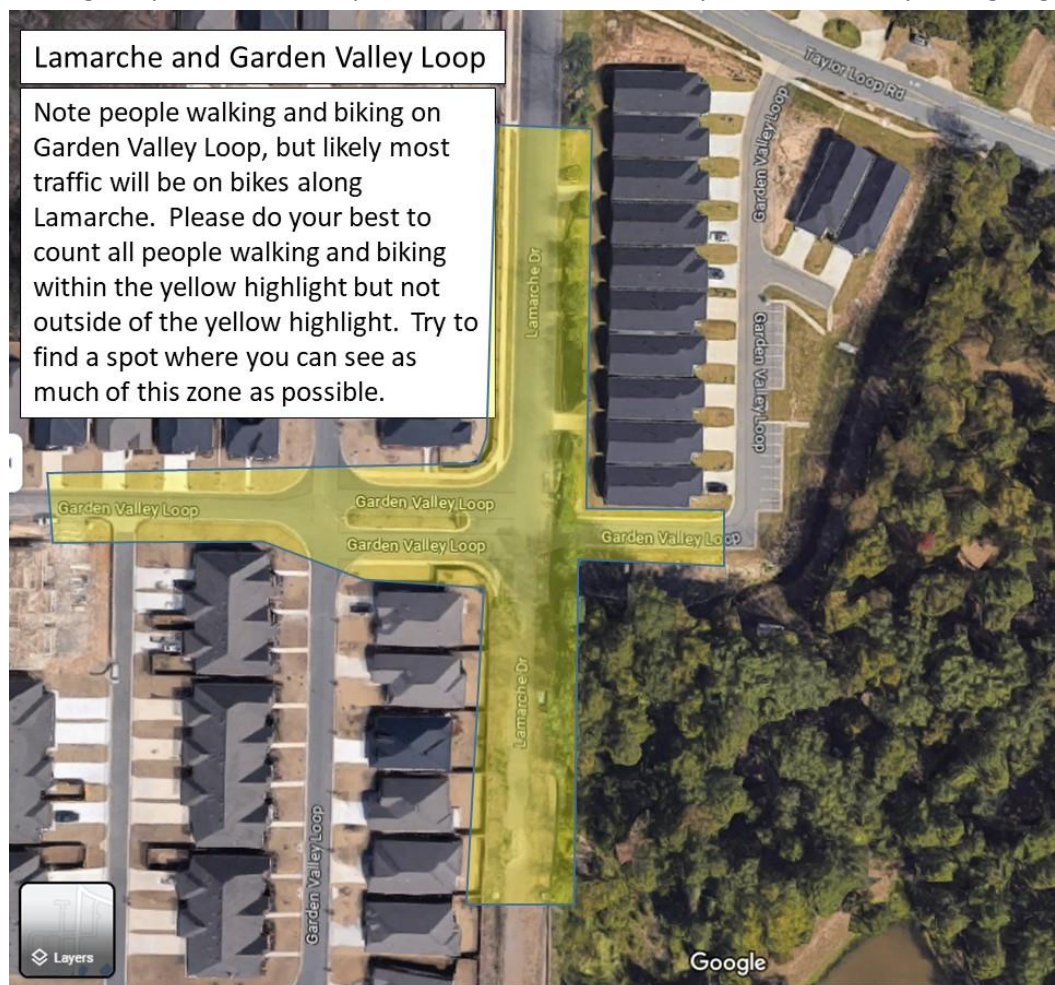 Lamarche and Garden Valley Loop
Note people walking and biking on
Garden Valley Loop, but likely most
traffic will be on bikes along
Lamarche. Please do your best to
count all people walking and biking
within the yellow highlight but not
outside of the yellow highlight. Try to
find a spot where you can see as
much of this zone as possible.
Taylor Loop Rd
Garden Valley Loop
Lamarche Dr
Garden Valley Loop
Garden Valley Loop
Garden Valley Loop
Garden Valley Loop
Garden Valley Loop
Lamarche Dr
Garden Valley Loop
Layers
Google